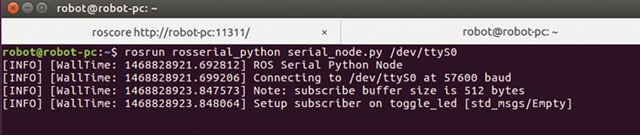 robot@robot-pc: ~
roscore http://robot-pc:11311/ × robot@robot-pc: ~
robot@robot-pc:~$ rosrun rosserial_python serial_node.py /dev/ttyS0
[INFO] [WallTime: 1468828921.692812] ROS Serial Python Node
[INFO] [WallTime: 1468828921.699206] Connecting to /dev/ttyS0 at 57600 baud
[INFO] [WallTime: 1468828923.847573] Note: subscribe buffer size is 512 bytes
[INFO] [WallTime: 1468828923.848064] Setup subscriber on toggle_led [std_msgs/Empty]